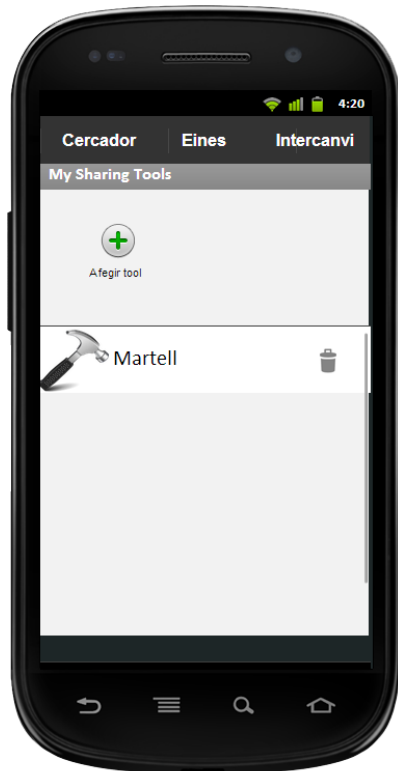 4:20
Cercador Eines Intercanvi
My Sharing Tools
Afegir tool
Martell